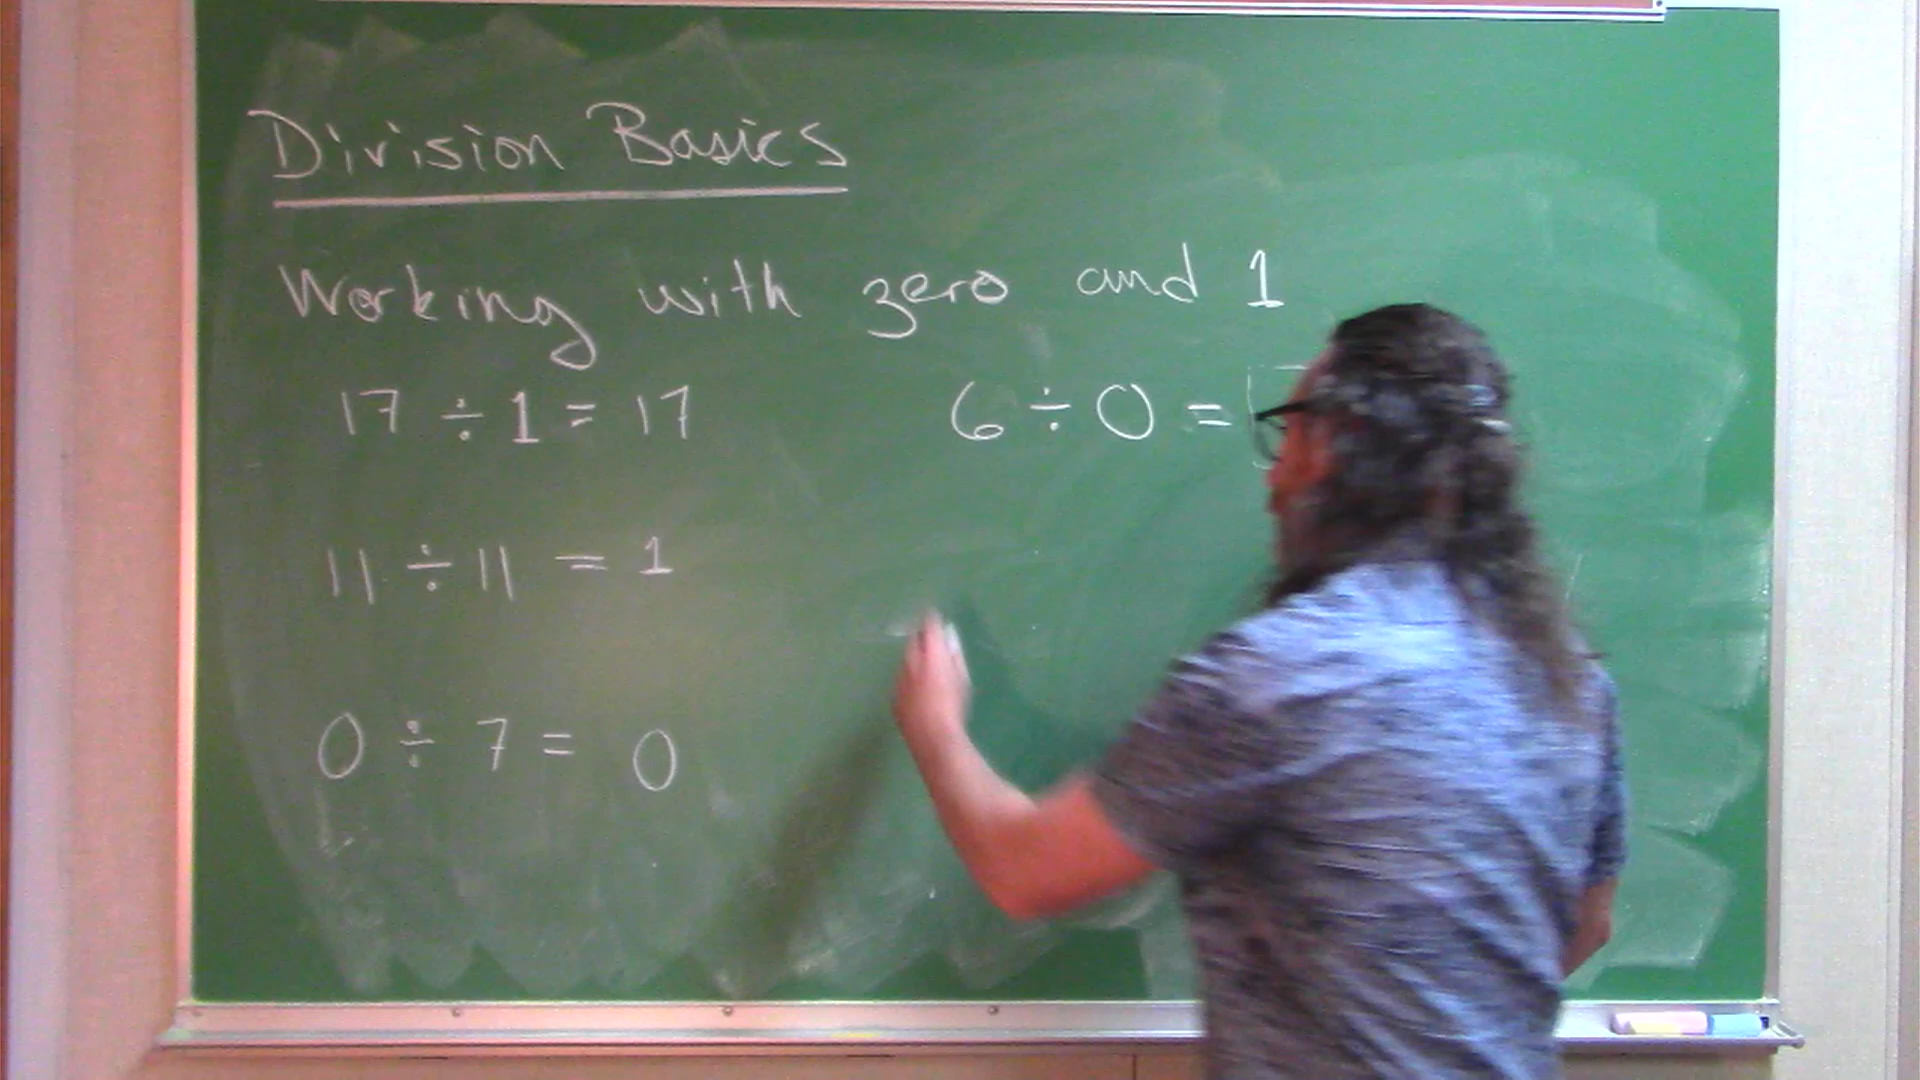 Division Basics
Working with zero and 1
17 ÷ 1 = 17
6 ÷ 0 =
11 ÷ 11 = 1
0 ÷ 7 = 0